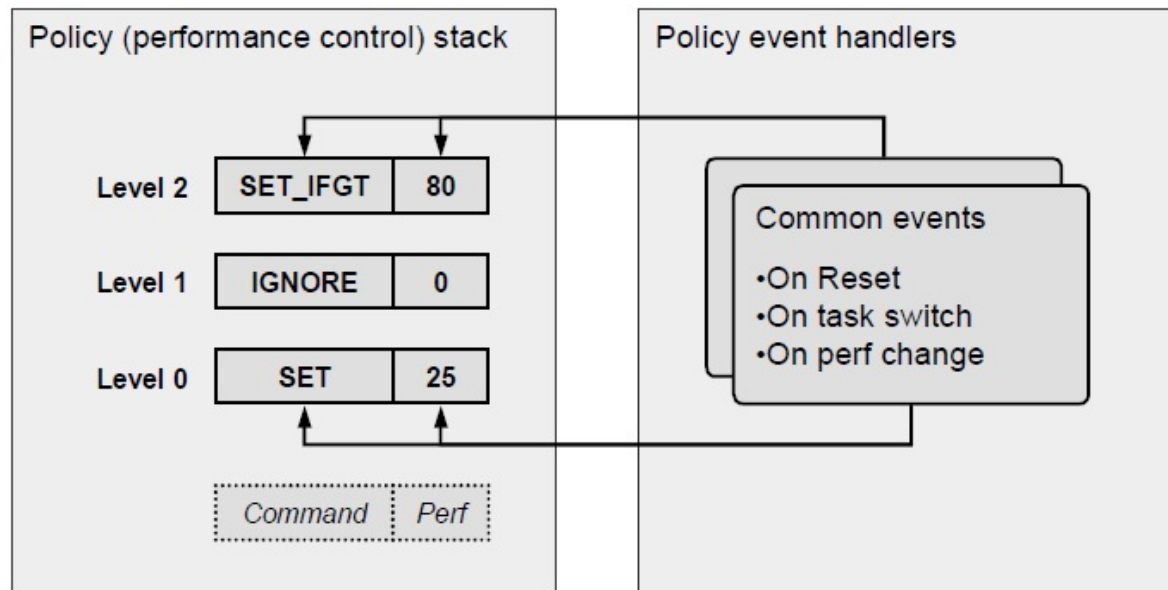 Policy (performance control) stack
Level 2 SET_IFGT 80
Level 1 IGNORE 0
Level 0 SET 25
Command Perf
Policy event handlers
Common events
•On Reset
•On task switch
•On perf change